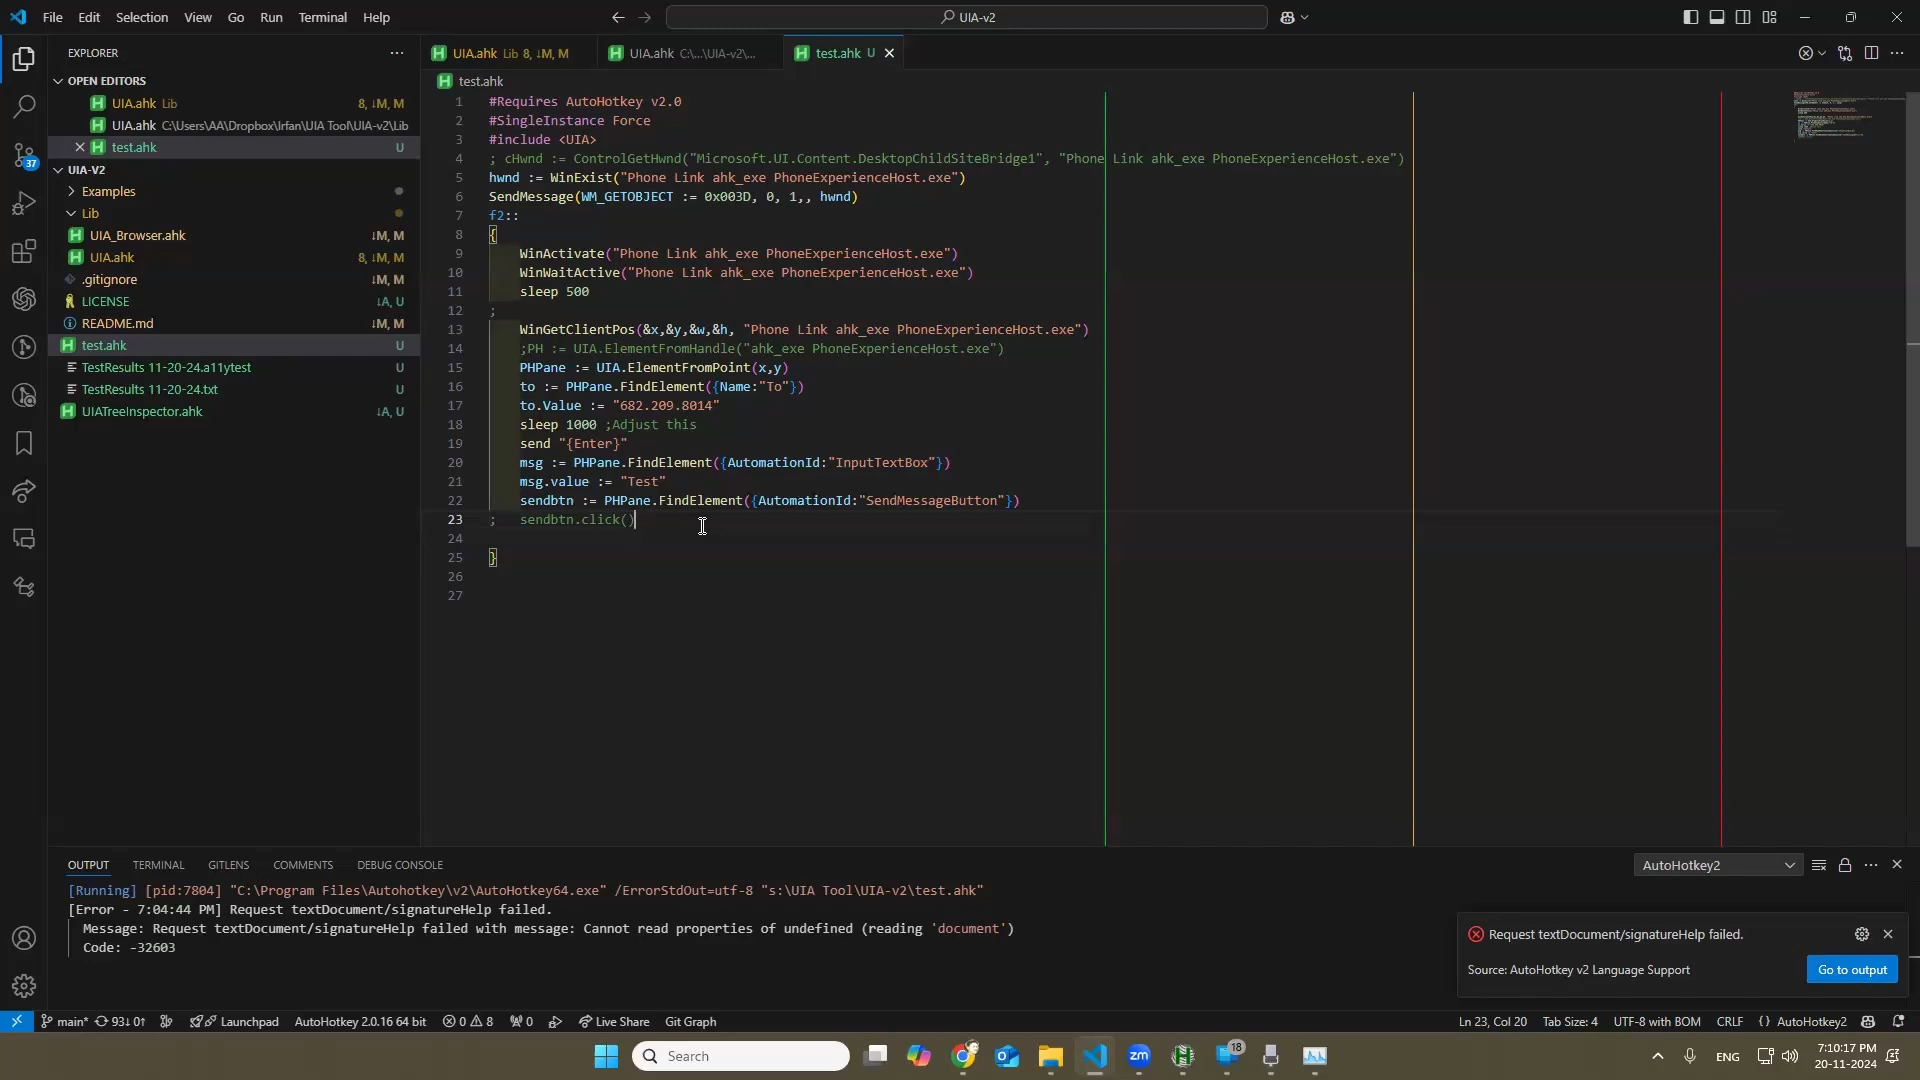 File Edit Selection View Go Run Terminal Help
UIA-v2
EXPLORER
OPEN EDITORS
UIA.ahk Lib 8, ↓M, M
UIA.ahk C:\Users\AA\Dropbox\Irfan\UIA Tool\UIA-v2\Lib
test.ahk U
UIA-V2
Examples
Lib
UIA_Browser.ahk ↓M, M
UIA.ahk 8, ↓M, M
.gitignore ↓M, M
LICENSE ↓A, U
README.md ↓M, M
test.ahk U
TestResults 11-20-24.a11ytest U
TestResults 11-20-24.txt U
UIATreeInspector.ahk ↓A, U
37
UIA.ahk Lib 8, ↓M, M
UIA.ahk C:\...\UIA-v2\...
test.ahk U
test.ahk
1 #Requires AutoHotkey v2.0
2 #SingleInstance Force
3 #include <UIA>
4 ; cHwnd := ControlGetHwnd("Microsoft.UI.Content.DesktopChildSiteBridge1", "Phone Link ahk_exe PhoneExperienceHost.exe")
5 hwnd := WinExist("Phone Link ahk_exe PhoneExperienceHost.exe")
6 SendMessage(WM_GETOBJECT := 0x003D, 0, 1,, hwnd)
7 f2::
8 {
9 WinActivate("Phone Link ahk_exe PhoneExperienceHost.exe")
10 WinWaitActive("Phone Link ahk_exe PhoneExperienceHost.exe")
11 sleep 500
12 ;
13 WinGetClientPos(&x,&y,&w,&h, "Phone Link ahk_exe PhoneExperienceHost.exe")
14 ;PH := UIA.ElementFromHandle("ahk_exe PhoneExperienceHost.exe")
15 PHPane := UIA.ElementFromPoint(x,y)
16 to := PHPane.FindElement({Name:"To"})
17 to.Value := "682.209.8014"
18 sleep 1000 ;Adjust this
19 send "{Enter}"
20 msg := PHPane.FindElement({AutomationId:"InputTextBox"})
21 msg.value := "Test"
22 sendbtn := PHPane.FindElement({AutomationId:"SendMessageButton"})
23 ; sendbtn.click()
24
25 }
26
27
OUTPUT TERMINAL GITLENS COMMENTS DEBUG CONSOLE
AutoHotkey2
[Running] [pid:7804] "C:\Program Files\Autohotkey\v2\AutoHotkey64.exe" /ErrorStdOut=utf-8 "s:\UIA Tool\UIA-v2\test.ahk"
[Error - 7:04:44 PM] Request textDocument/signatureHelp failed.
Message: Request textDocument/signatureHelp failed with message: Cannot read properties of undefined (reading 'document')
Code: -32603
Request textDocument/signatureHelp failed.
Source: AutoHotkey v2 Language Support
Go to output
main* 93↓ 0↑ Launchpad AutoHotkey 2.0.16 64 bit 0 8 0 Live Share Git Graph
Ln 23, Col 20 Tab Size: 4 UTF-8 with BOM CRLF {} AutoHotkey2
Search
zm
18
ENG
7:10:17 PM
20-11-2024